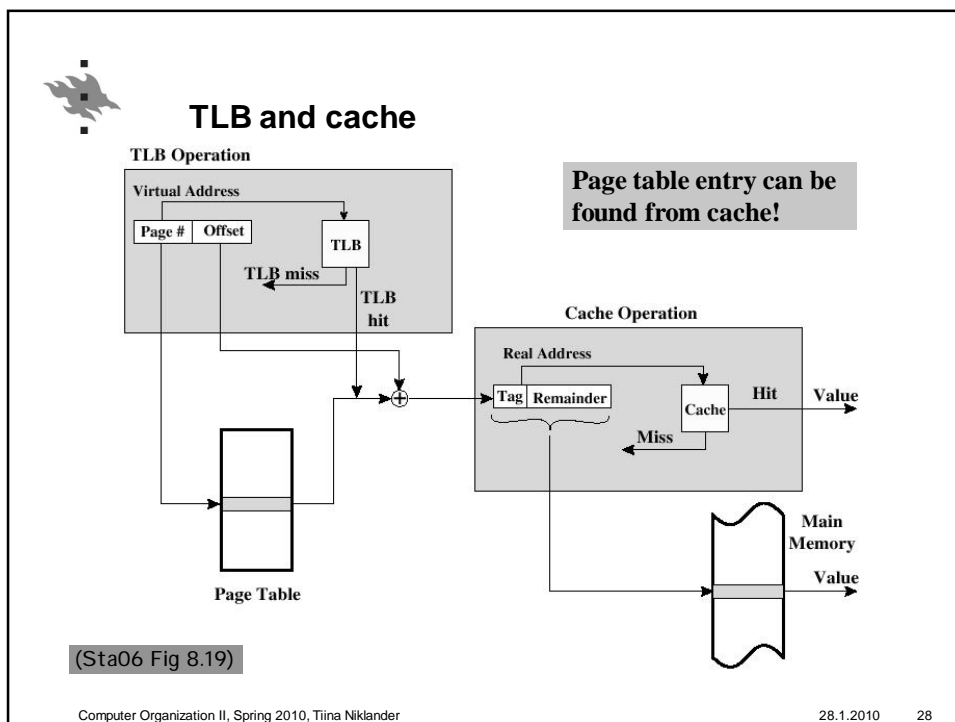 TLB and cache
TLB Operation
Page table entry can be
found from cache!
Virtual Address
Page #
Offset
TLB
TLB miss
TLB
hit
Cache Operation
Real Address
Tag
Remainder
Cache
Hit
Value
Miss
Main
Memory
Value
Page Table
(Sta06 Fig 8.19)
Computer Organization II, Spring 2010, Tiina Niklander
28.1.2010
28